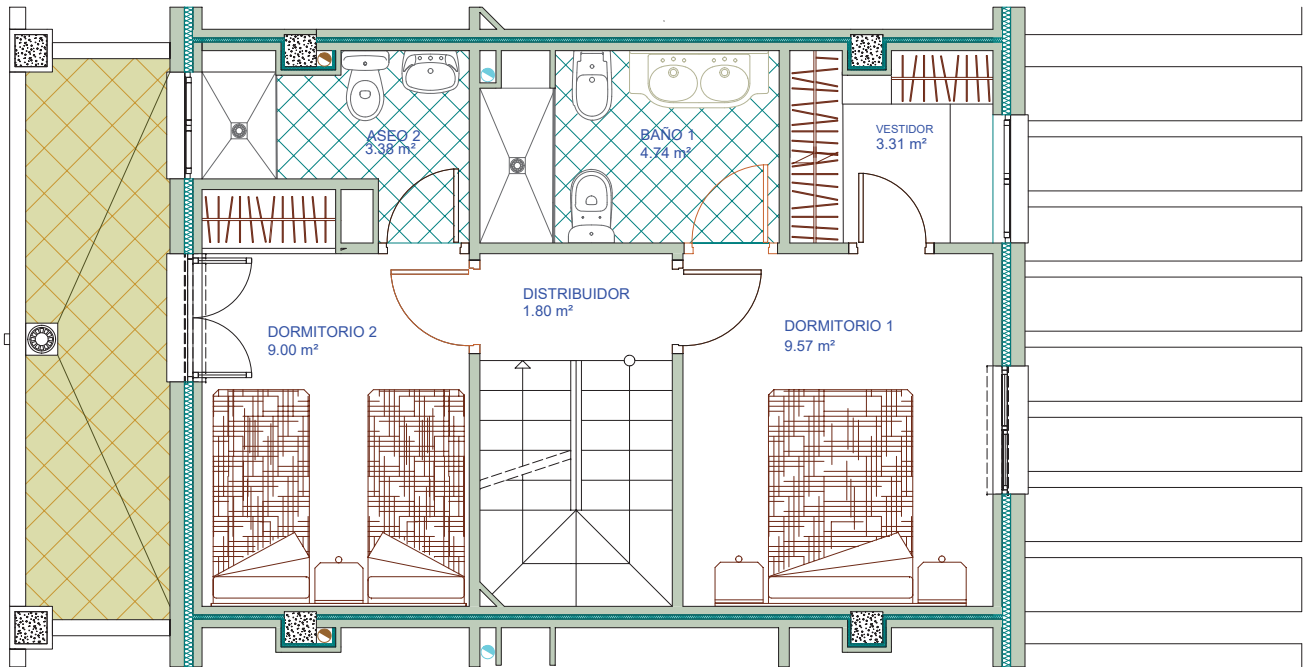 ASEO 2
3.38 m²
BAÑO 1
4.74 m²
VESTIDOR
3.31 m²
DISTRIBUIDOR
1.80 m²
DORMITORIO 2
9.00 m²
DORMITORIO 1
9.57 m²